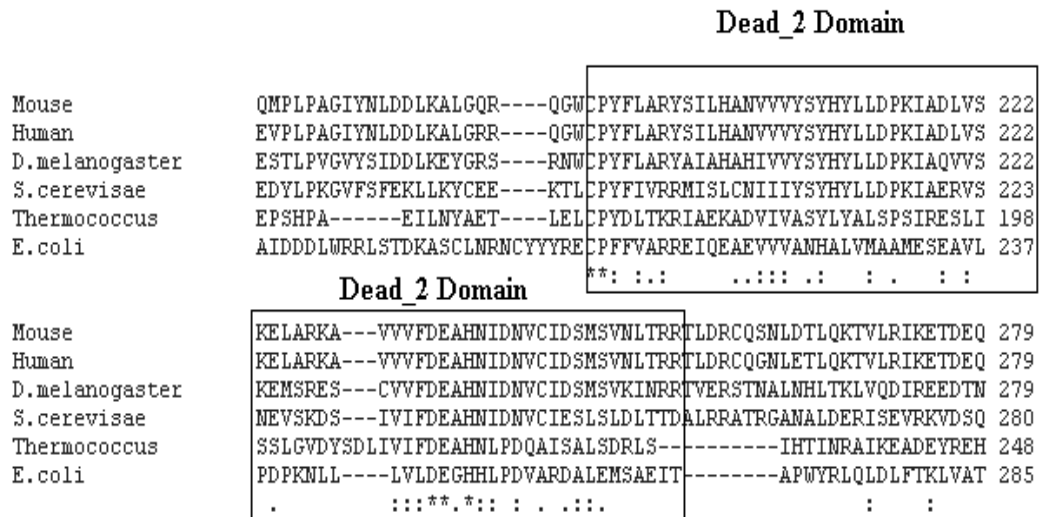 Dead_2 Domain
Mouse QMPLPAGIYNLDDLKALGQR----QGWCPYFLARYSILHANVVVYSYHYLLDPKIADLVS 222
Human EVPLPAGIYNLDDLKALGRR----QGWCPYFLARYSILHANVVVYSYHYLLDPKIADLVS 222
D.melanogaster ESTLPVGVYSIDDLKEYGRS----RNWCPYFLARYAIAHAHIVVYSYHYLLDPKIAQVVS 222
S.cerevisae EDYLPKGVFSFEKLLKYCEE----KTLCPYFIVRRMISLCNIIIYSYHYLLDPKIAERVS 223
Thermococcus EPSHPA------EILNYAET----LELCPYDLTKRIAEKADVIVASYLYALSPSIRESLI 198
E.coli AIDDDLWRRLSTDKASCLNRNCYYYRECPFFVARREIQEAEVVVANHALVMAAMESEAVL 237
**: :.: ..::: .: : . : :
Dead_2 Domain
Mouse KELARKA---VVVFDEAHNIDNVCIDSMSVNLTRRTLDRCQSNLDTLQKTVLRIKETDEQ 279
Human KELARKA---VVVFDEAHNIDNVCIDSMSVNLTRRTLDRCQGNLETLQKTVLRIKETDEQ 279
D.melanogaster KEMSRES---CVVFDEAHNIDNVCIDSMSVKINRRTVERSTNALNHLTKLVQDIREEDTN 279
S.cerevisae NEVSKDS---IVIFDEAHNIDNVCIESLSLDLTTDALRRATRGANALDERISEVRKVDSQ 280
Thermococcus SSLGVDYSDLIVIFDEAHNLPDQAISALSDRLS---------IHTINRAIKEADEYREH 248
E.coli PDPKNLL----LVLDEGHHLPDVARDALEMSAEIT--------APWYRLQLDLFTKLVAT 285
. :::**.*:: : . .::. : :